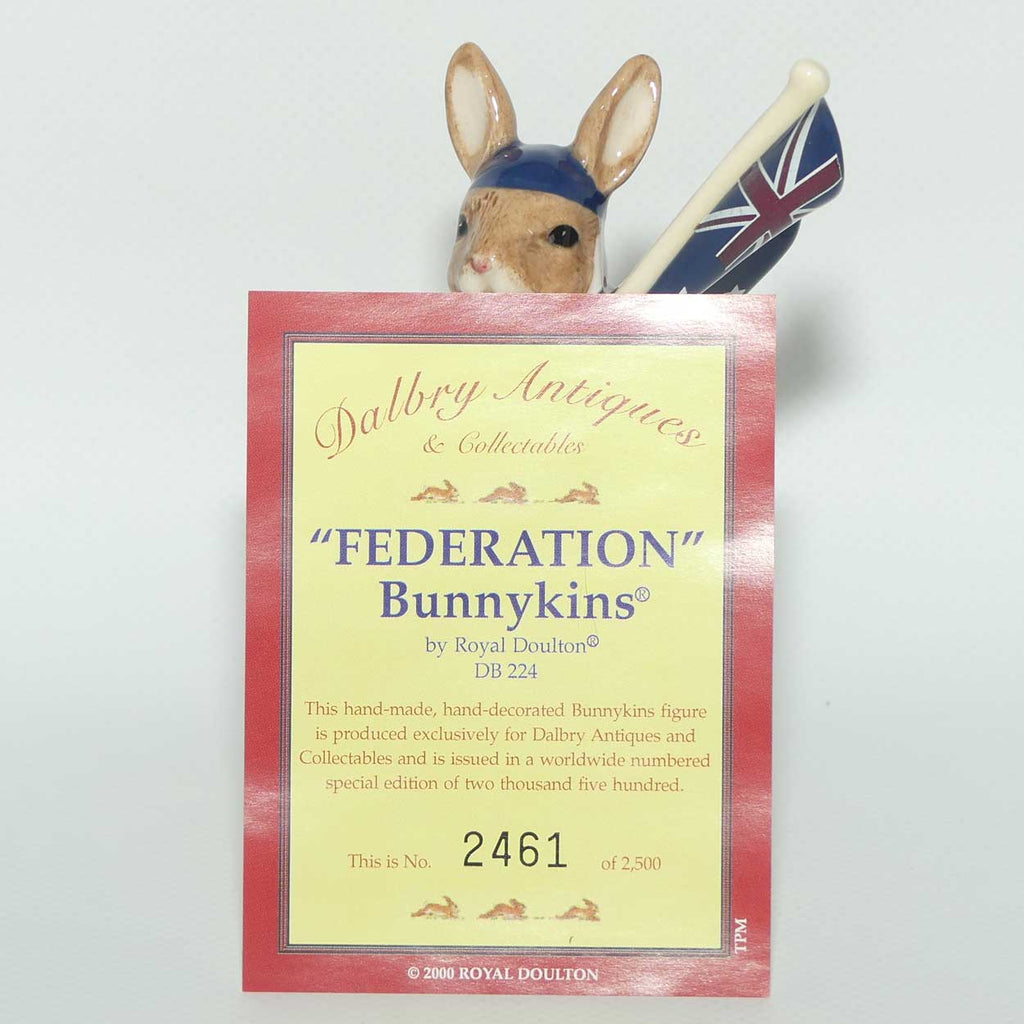 Dalbry Antiques
& Collectables
“FEDERATION”
Bunnykins®
by Royal Doulton®
DB 224
This hand-made, hand-decorated Bunnykins figure
is produced exclusively for Dalbry Antiques and
Collectables and is issued in a worldwide numbered
special edition of two thousand five hundred.
This is No. 2461 of 2,500
TPM
© 2000 ROYAL DOULTON